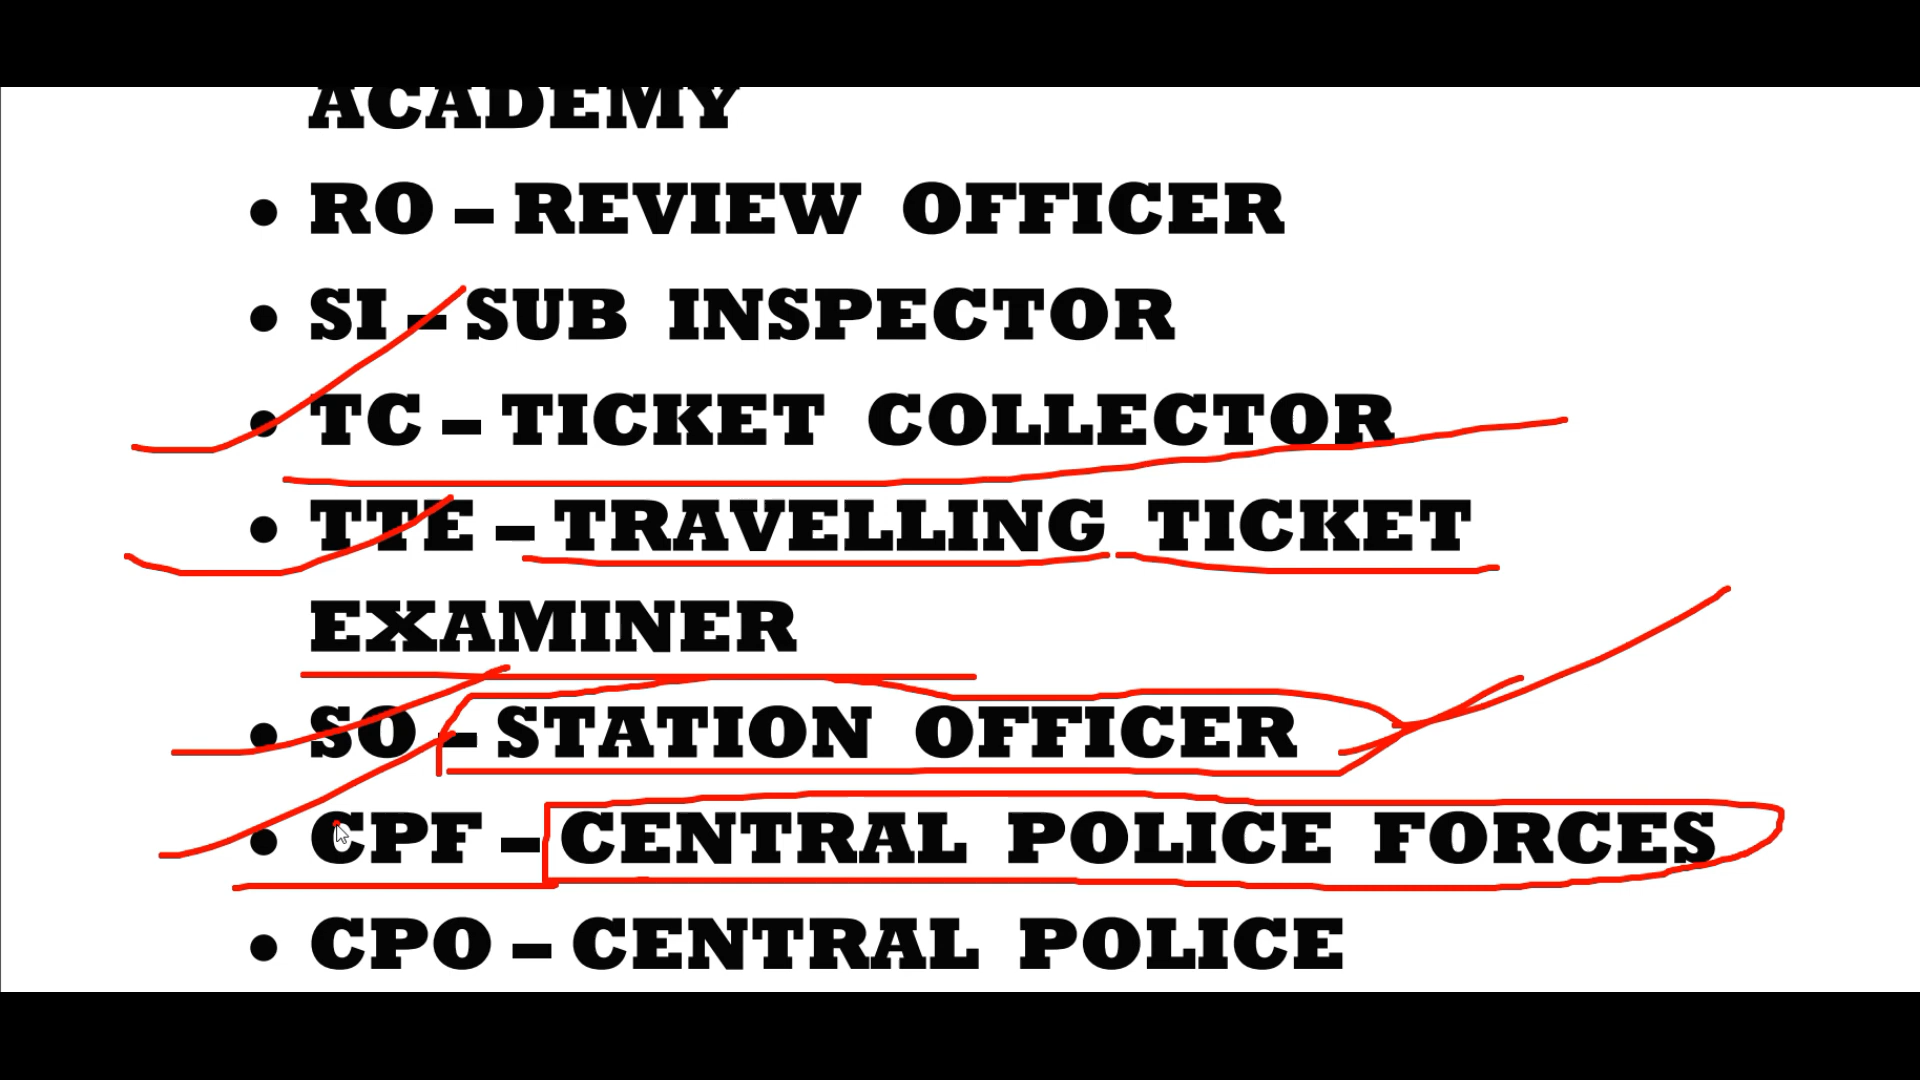 ACADEMY
• RO – REVIEW OFFICER
• SI – SUB INSPECTOR
• TC – TICKET COLLECTOR
• TTE – TRAVELLING TICKET
EXAMINER
• SO – STATION OFFICER
• CPF – CENTRAL POLICE FORCES
• CPO – CENTRAL POLICE